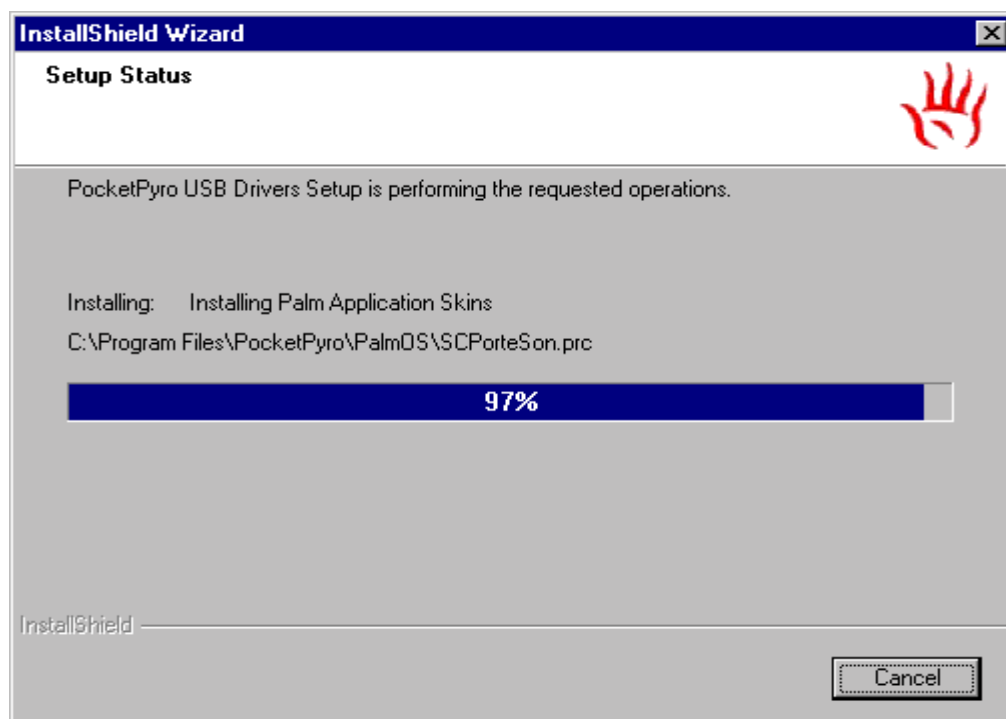 InstallShield Wizard
Setup Status
PocketPyro USB Drivers Setup is performing the requested operations.
Installing: Installing Palm Application Skins
C:\Program Files\PocketPyro\PalmOS\SCPorteSon.prc
97%
InstallShield
Cancel